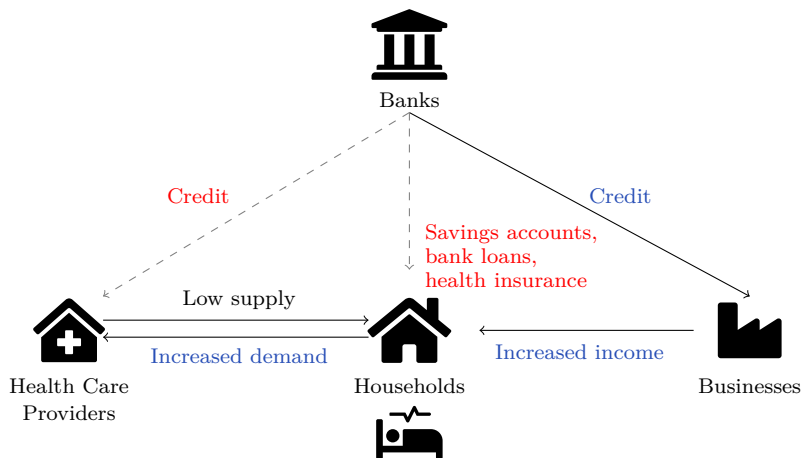 Banks
Credit
Credit
Savings accounts,
bank loans,
health insurance
Low supply
Increased demand
Increased income
Health Care
Providers
Households
Businesses